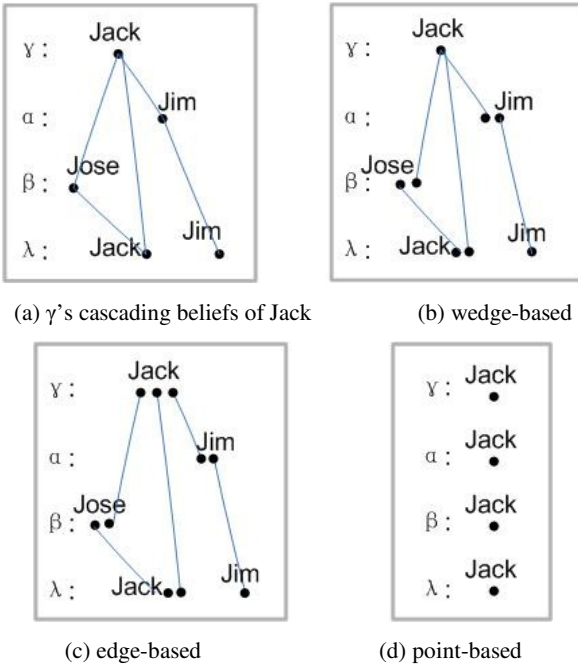 γ : Jack
α : Jim
β : Jose
λ : Jack Jim
(a) γ's cascading beliefs of Jack
γ : Jack
α : Jim
β : Jose
λ : Jack Jim
(b) wedge-based
γ : Jack
α : Jim
β : Jose
λ : Jack Jim
(c) edge-based
γ : Jack
α : Jack
β : Jack
λ : Jack
(d) point-based